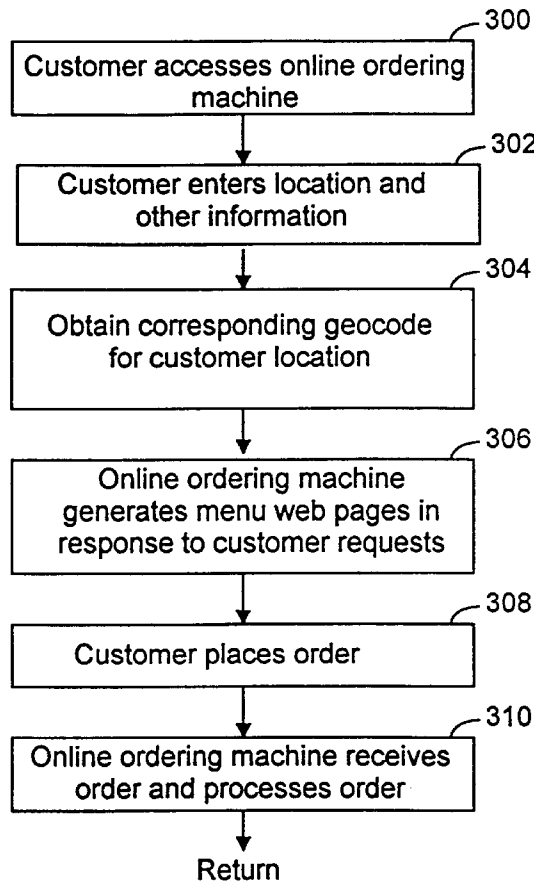 300
Customer accesses online ordering
machine
302
Customer enters location and
other information
304
Obtain corresponding geocode
for customer location
306
Online ordering machine
generates menu web pages in
response to customer requests
308
Customer places order
310
Online ordering machine receives
order and processes order
Return